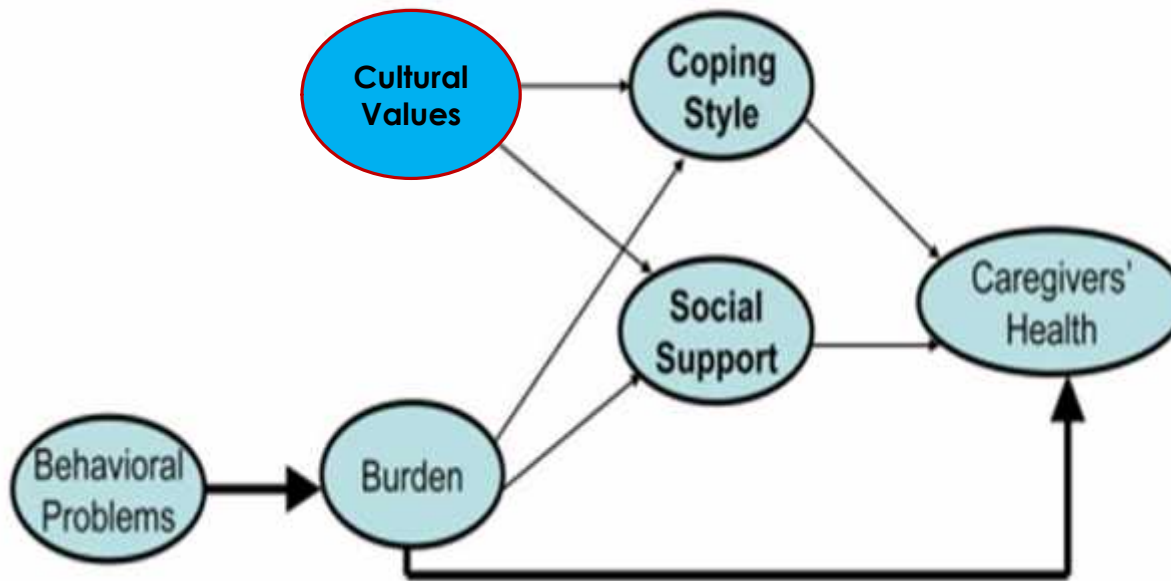 Cultural
Values
Coping
Style
Social
Support
Caregivers'
Health
Behavioral
Problems
Burden